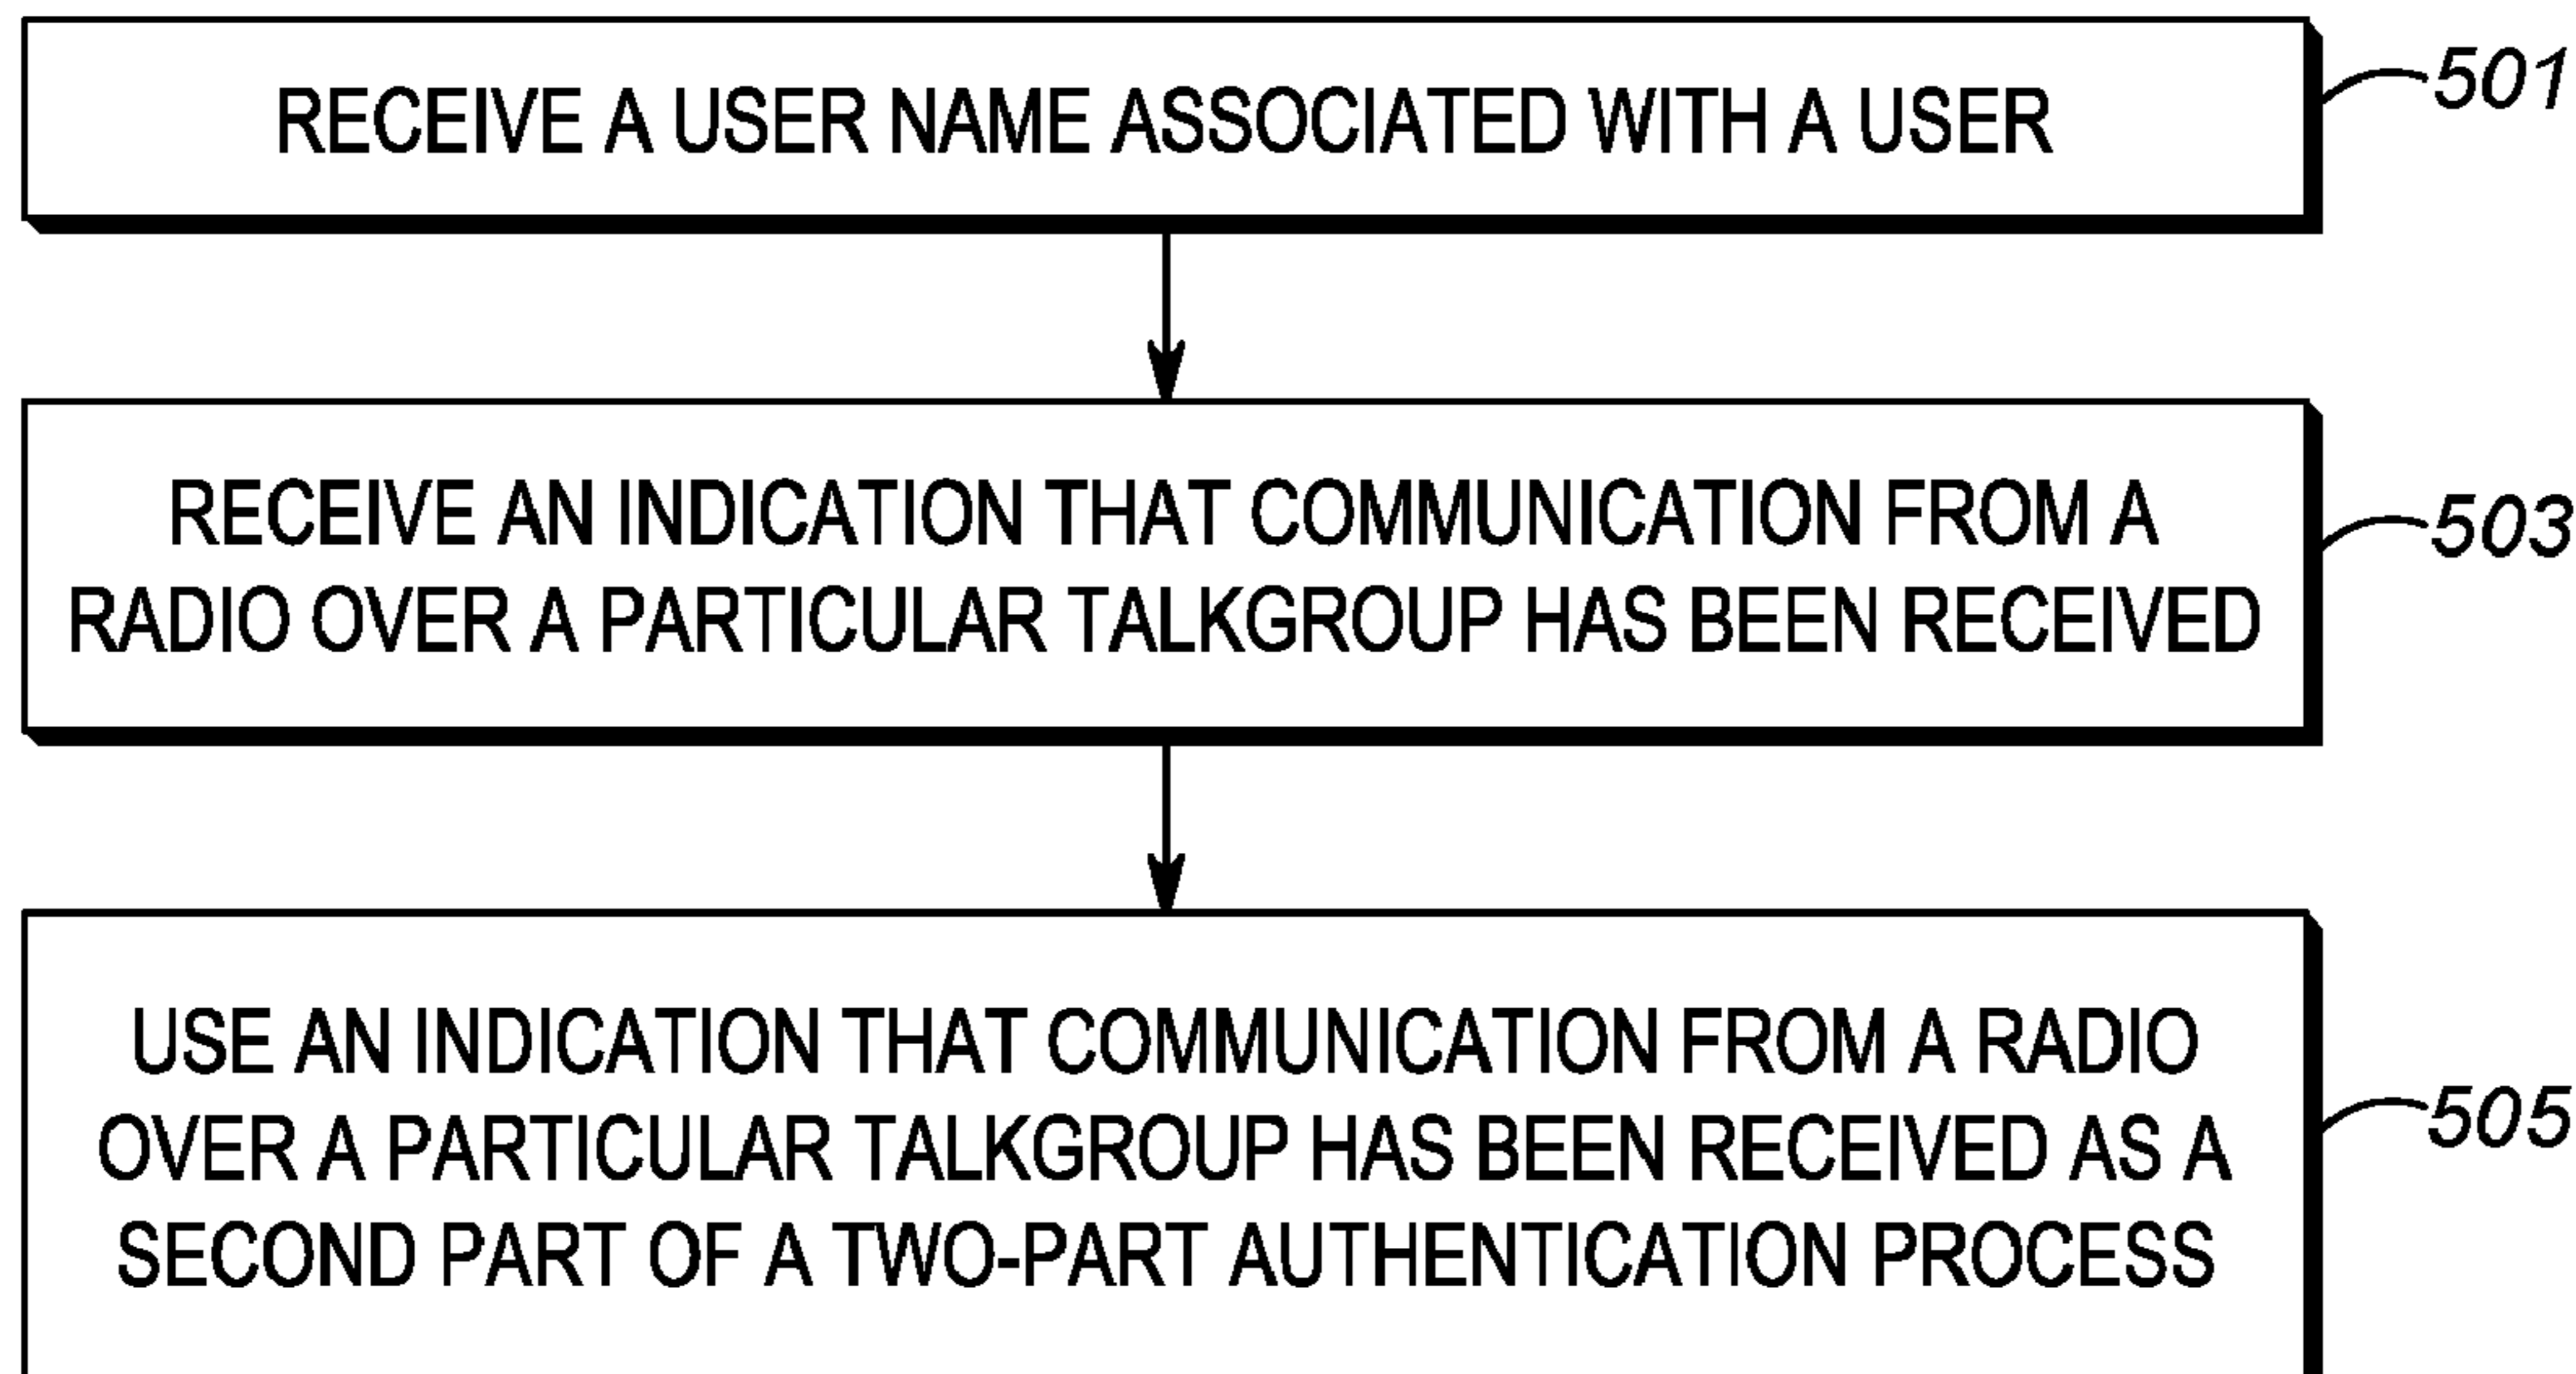 RECEIVE A USER NAME ASSOCIATED WITH A USER
501
RECEIVE AN INDICATION THAT COMMUNICATION FROM A
RADIO OVER A PARTICULAR TALKGROUP HAS BEEN RECEIVED
503
USE AN INDICATION THAT COMMUNICATION FROM A RADIO
OVER A PARTICULAR TALKGROUP HAS BEEN RECEIVED AS A
SECOND PART OF A TWO-PART AUTHENTICATION PROCESS
505